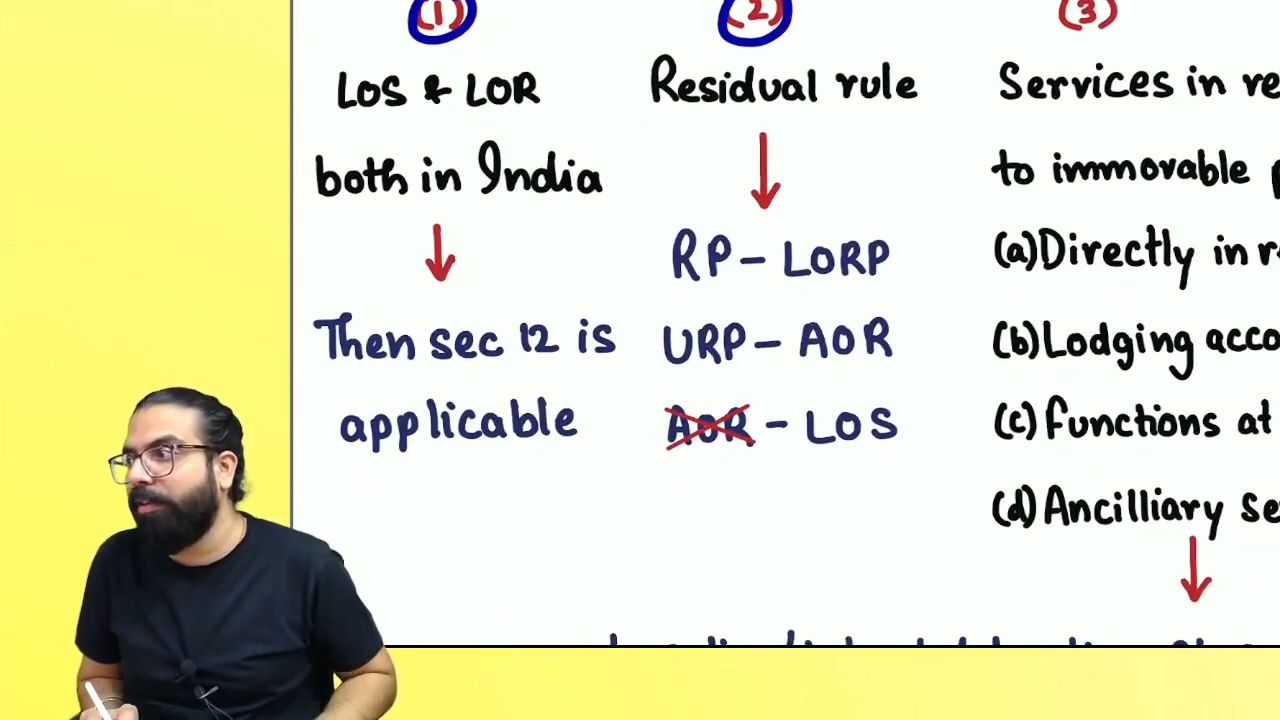 (1)
LOS & LOR
both in India
Then sec 12 is
applicable
(2)
Residual rule
RP - LORP
URP - AOR
AOR - LOS
(3)
Services in re
to immovable
(a) Directly in
(b) Lodging acco
(c) Functions at
(d) Ancilliary se